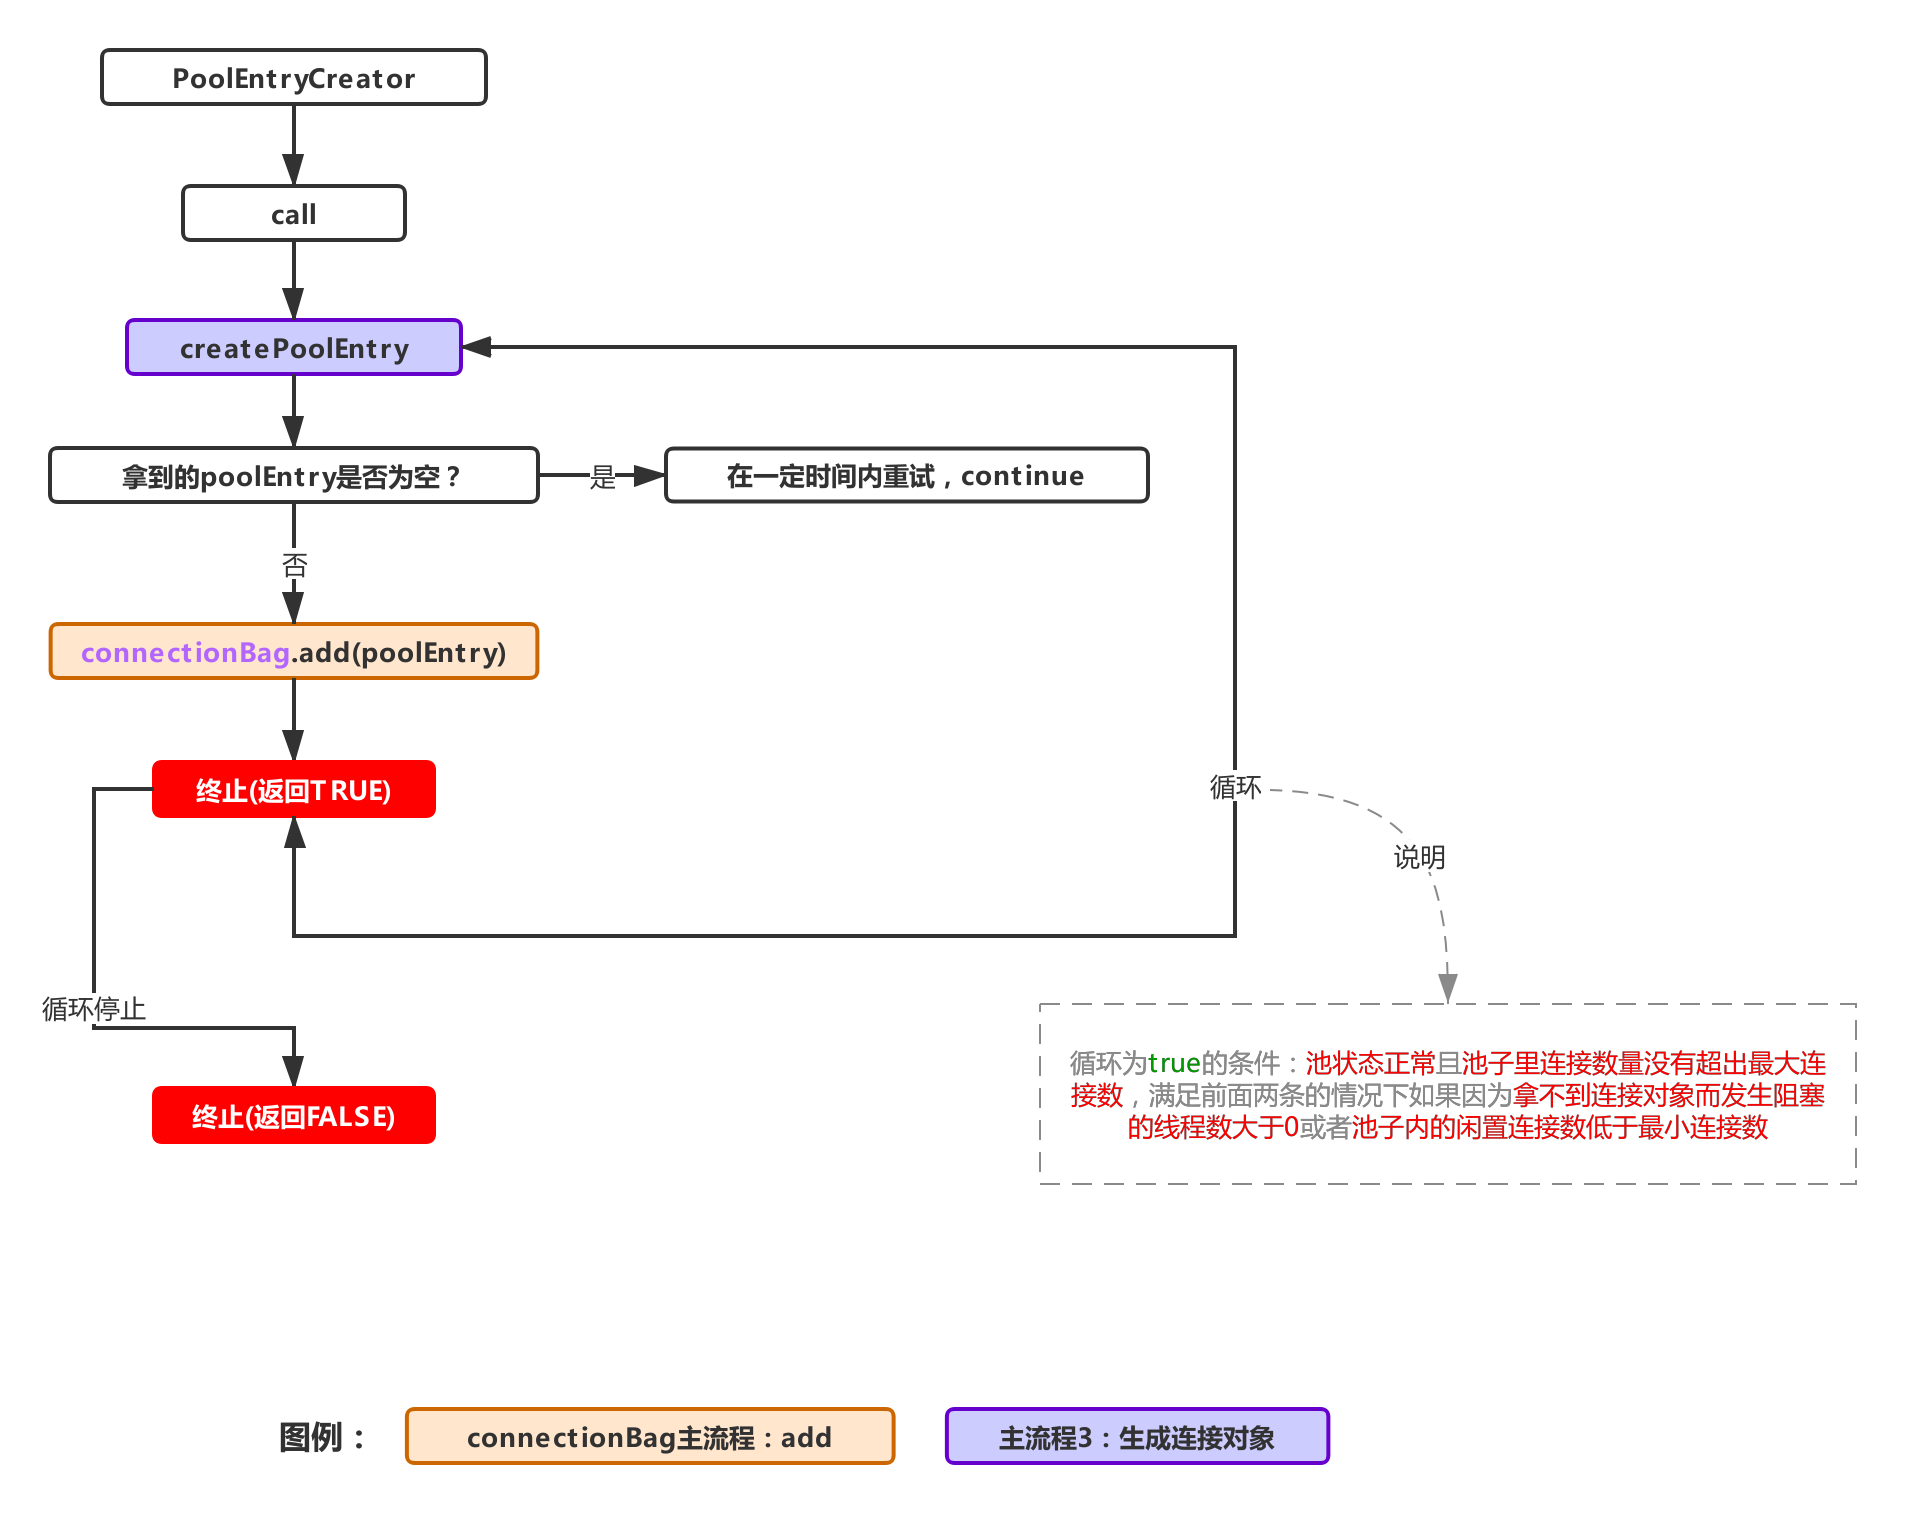 PoolEntryCreator
call
createPoolEntry
拿到的poolEntry是否为空？
是
在一定时间内重试，continue
否
connectionBag.add(poolEntry)
终止(返回TRUE)
循环
说明
循环停止
终止(返回FALSE)
循环为true的条件：池状态正常且池子里连接数量没有超出最大连
接数，满足前面两条的情况下如果因为拿不到连接对象而发生阻塞
的线程数大于0或者池子内的闲置连接数低于最小连接数
图例：
connectionBag主流程：add
主流程3：生成连接对象